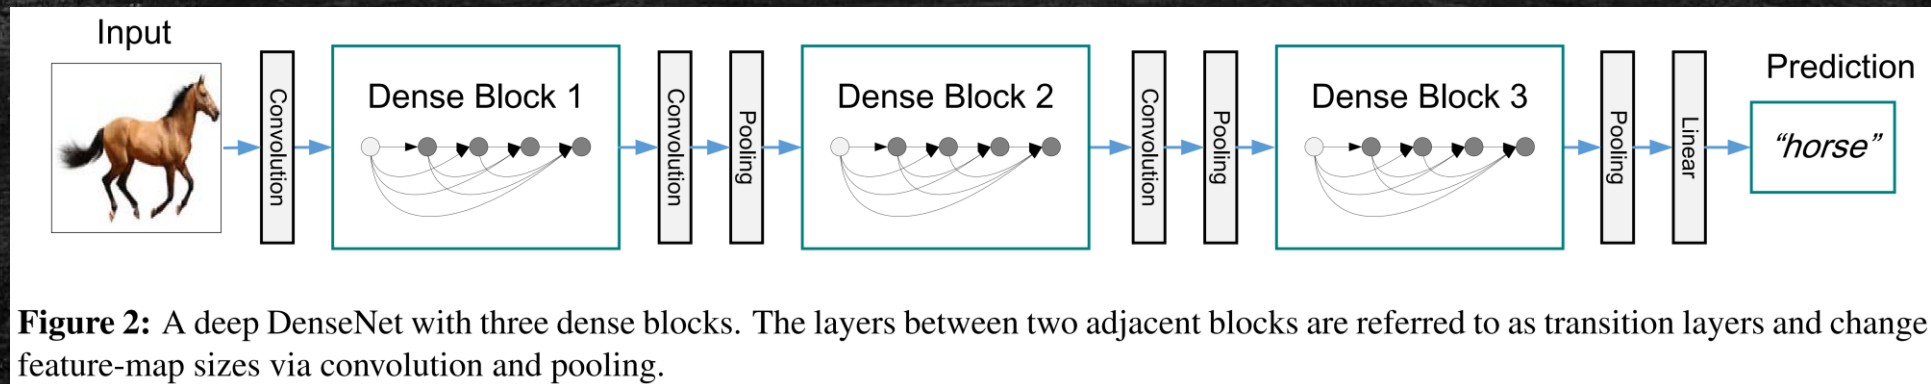 Input
Prediction
Convolution
Dense Block 1
Convolution
Pooling
Dense Block 2
Convolution
Pooling
Dense Block 3
Pooling
Linear
“horse”
Figure 2: A deep DenseNet with three dense blocks. The layers between two adjacent blocks are referred to as transition layers and change
feature-map sizes via convolution and pooling.